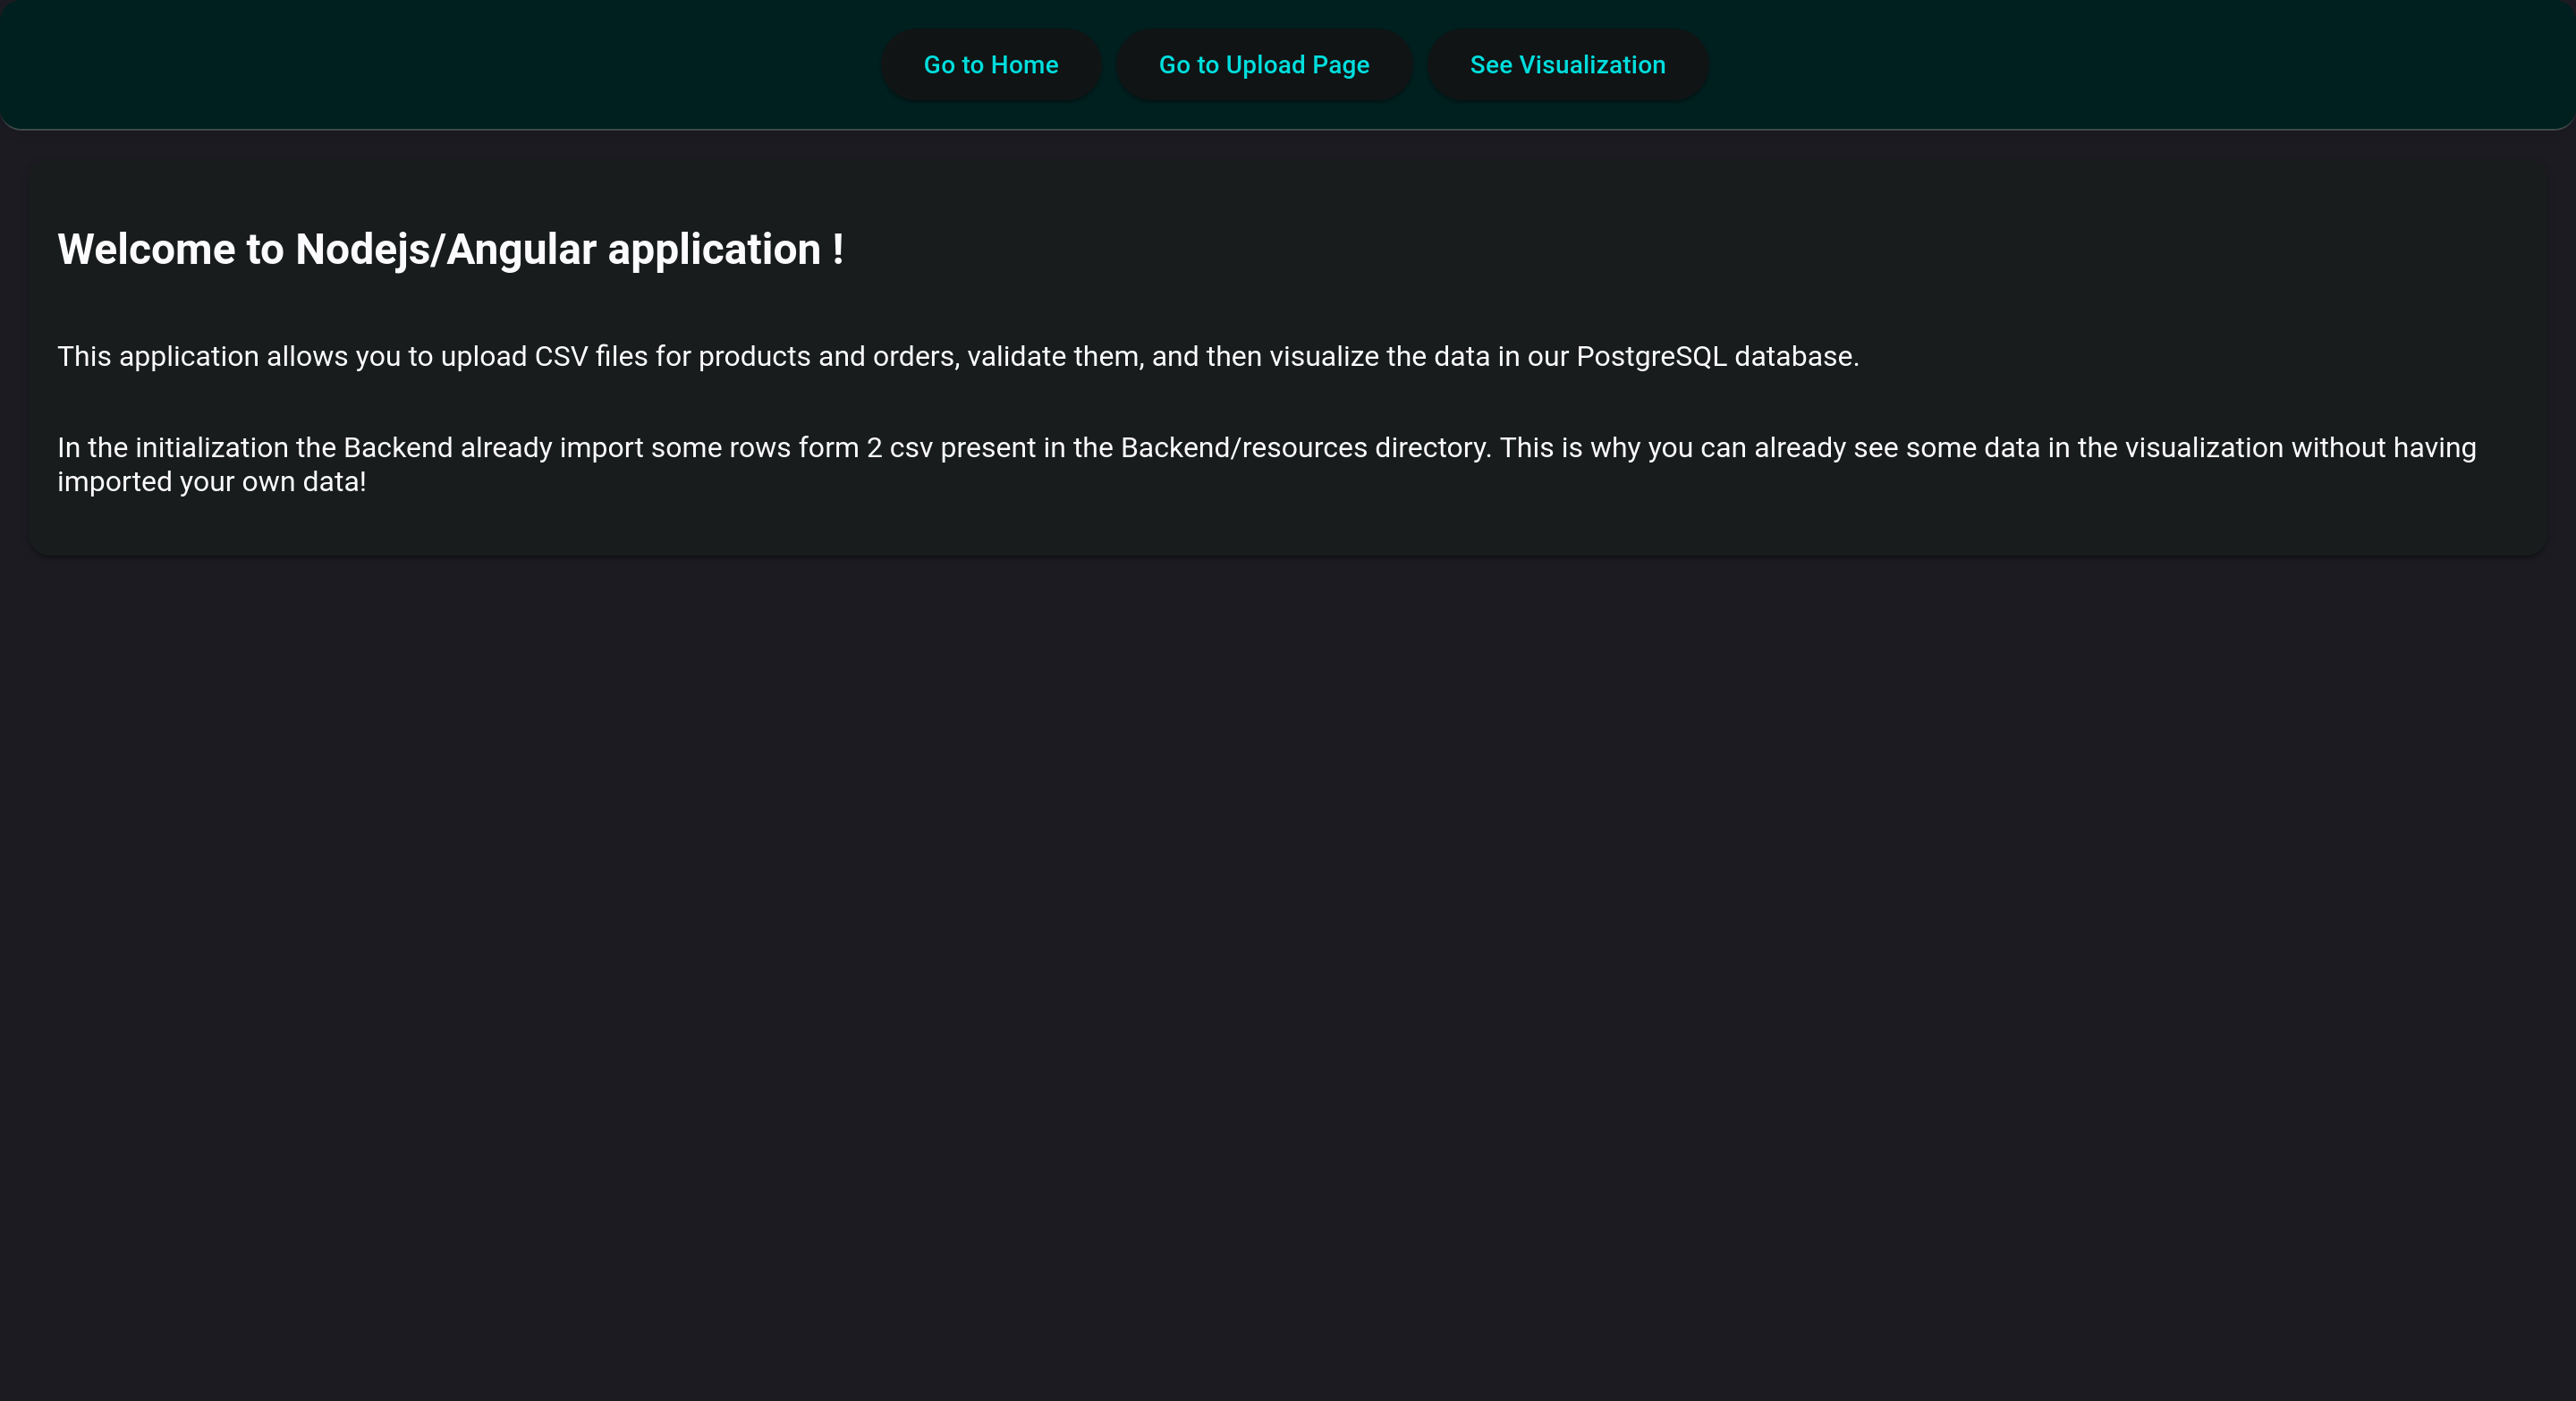 Go to Home
Go to Upload Page
See Visualization
Welcome to Nodejs/Angular application !
This application allows you to upload CSV files for products and orders, validate them, and then visualize the data in our PostgreSQL database.
In the initialization the Backend already import some rows form 2 csv present in the Backend/resources directory. This is why you can already see some data in the visualization without having
imported your own data!